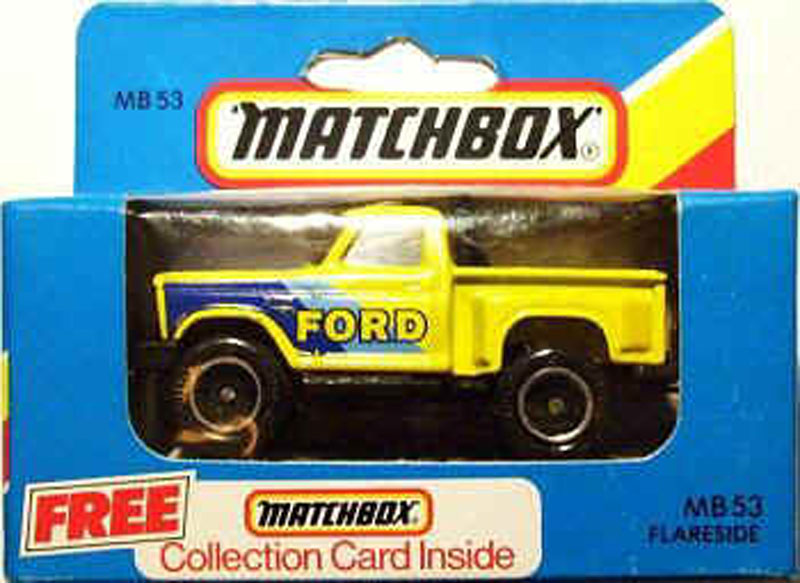 MB 53
MATCHBOX®
FORD
FREE
MATCHBOX
Collection Card Inside
MB 53
FLARESIDE